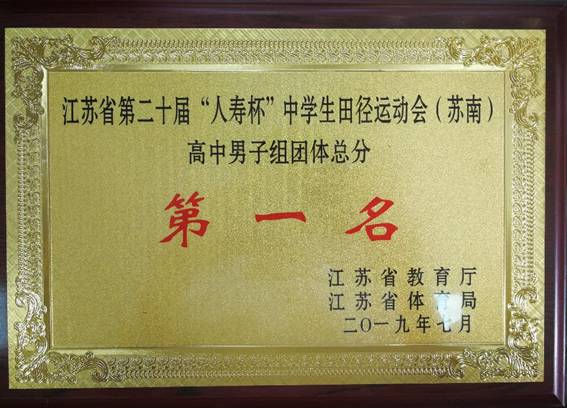 江苏省第二十届“人寿杯”中学生田径运动会（苏南）
高中男子组团体总分
第一名
江苏省教育厅
江苏省体育局
二〇一九年七月